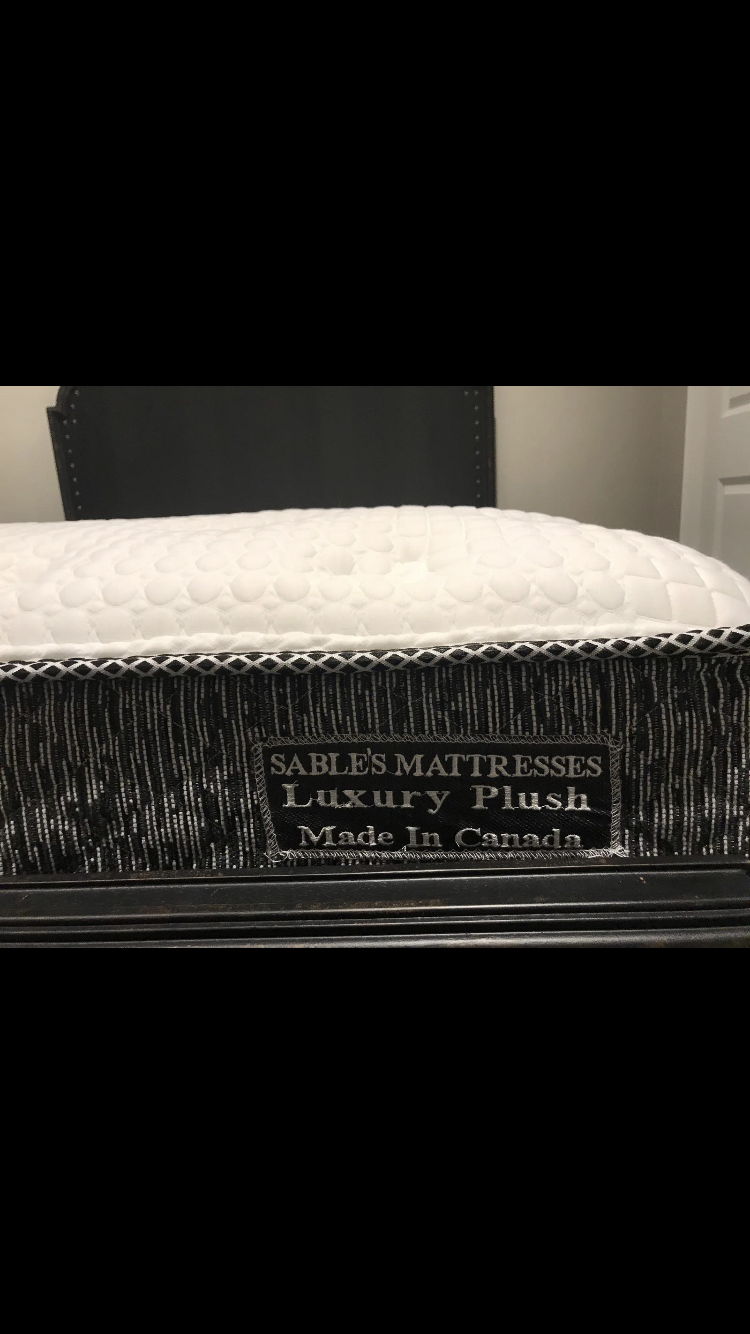 SABLE'S MATTRESSES
Luxury Plush
Made In Canada